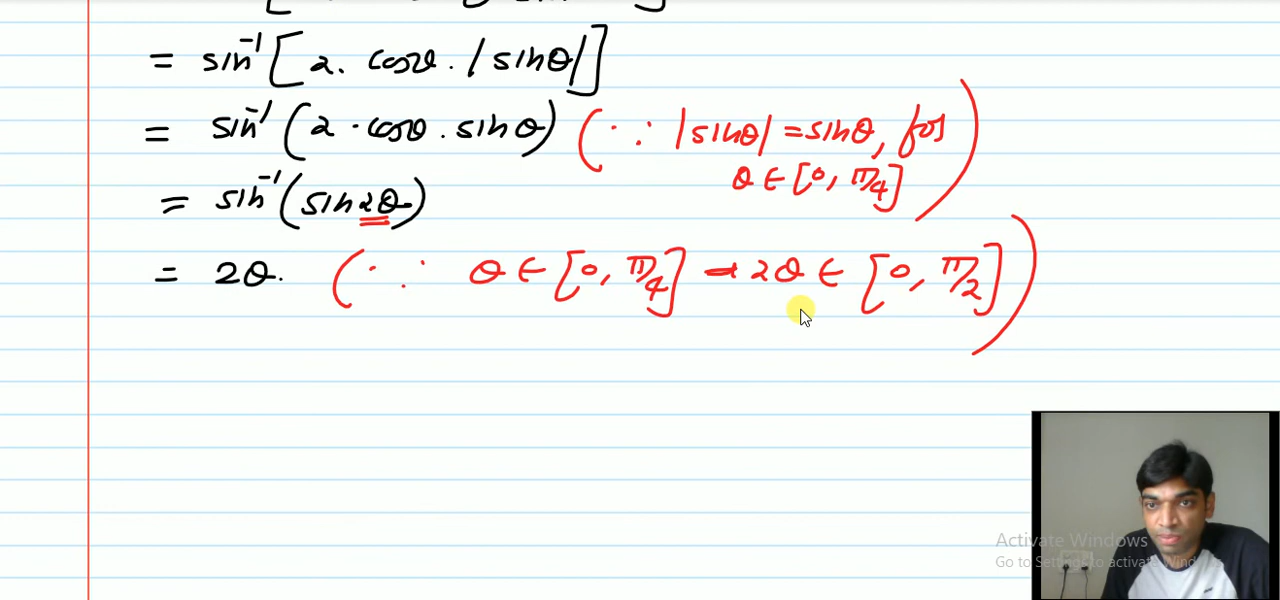 = sin⁻¹[2. cosθ. |sinθ|]
= sin⁻¹(2·cosθ. sinθ) (∵ |sinθ| = sinθ, for
θ ∈ [0, π/4])
= sin⁻¹(sin2θ)
= 2θ. (∵ θ ∈ [0, π/4] → 2θ ∈ [0, π/2])
Activate Windows
Go to Settings to activate Windows.